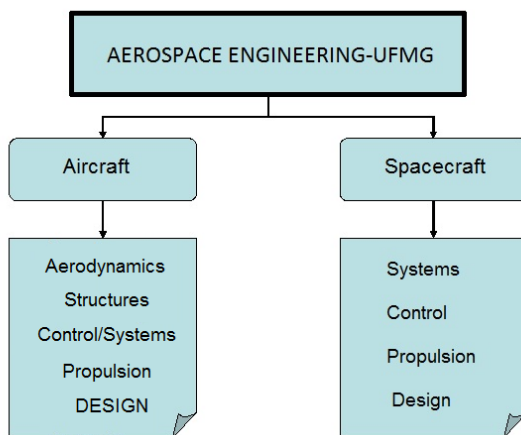 AEROSPACE ENGINEERING-UFMG
Aircraft
Spacecraft
Aerodynamics
Structures
Control/Systems
Propulsion
DESIGN
Systems
Control
Propulsion
Design